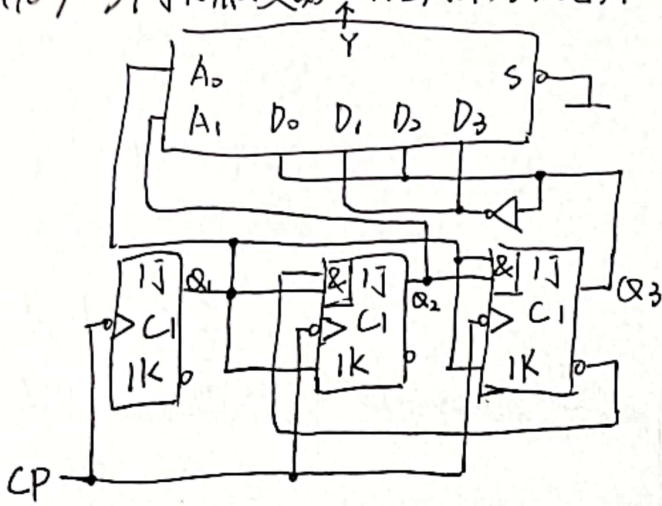 Y
A₀ S
A₁ D₀ D₁ D₂ D₃
1J Q₁ & 1J Q₂ & 1J Q₃
C1 C1 C1
1K 1K 1K
CP